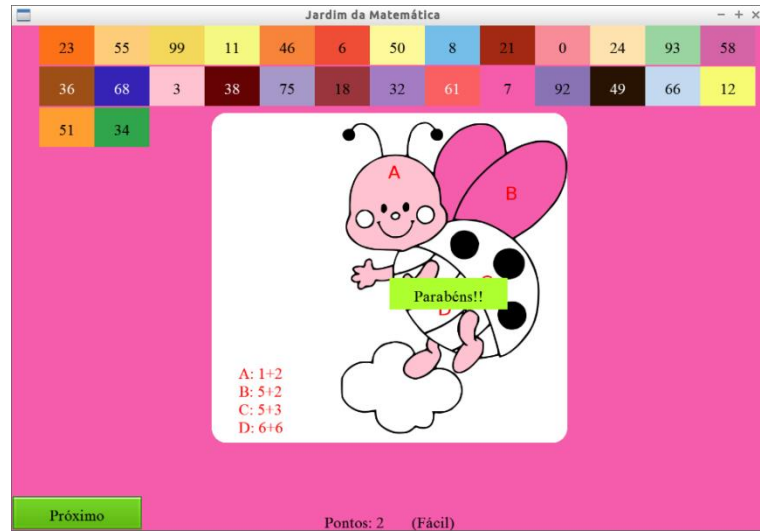 Jardim da Matemática
23 55 99 11 46 6 50 8 21 0 24 93 58
36 68 3 38 75 18 32 61 7 92 49 66 12
51 34
A
B
Parabéns!!
D
A: 1+2
B: 5+2
C: 5+3
D: 6+6
Próximo
Pontos: 2 (Fácil)